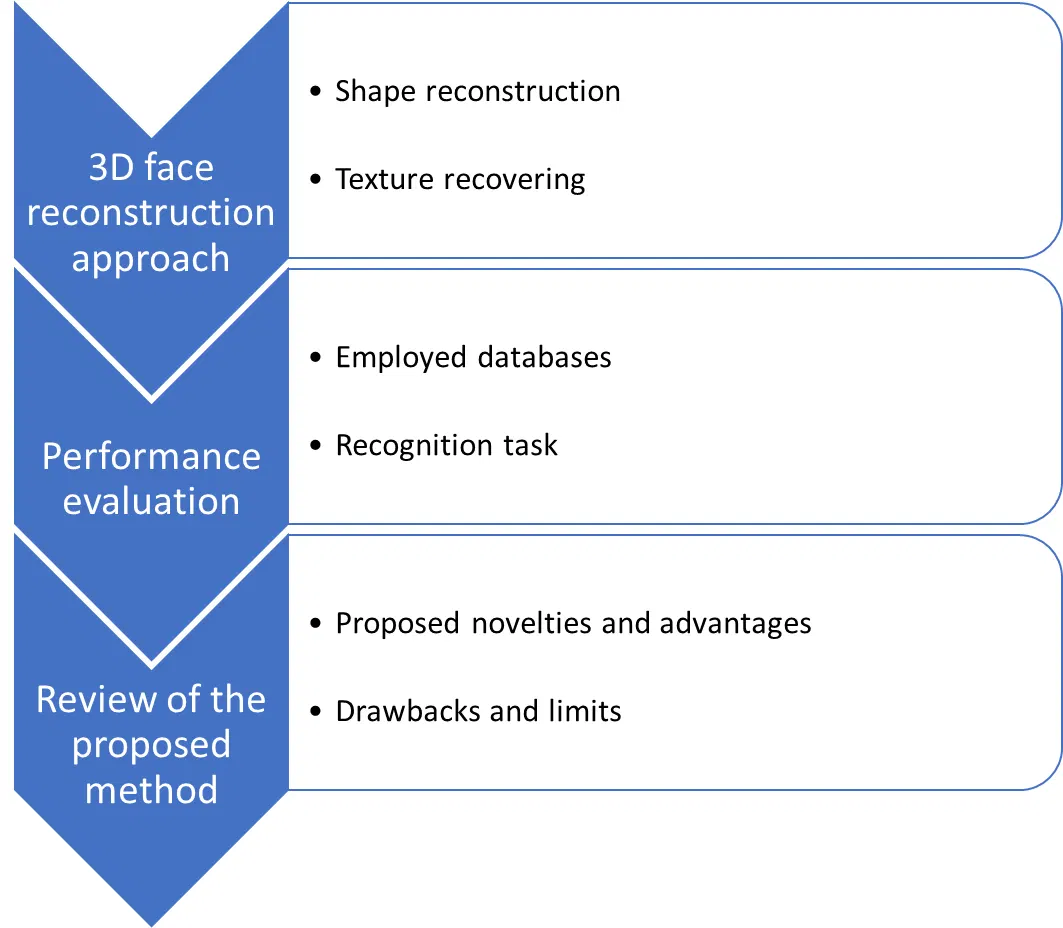 3D face
reconstruction
approach
• Shape reconstruction
• Texture recovering
Performance
evaluation
• Employed databases
• Recognition task
Review of the
proposed
method
• Proposed novelties and advantages
• Drawbacks and limits